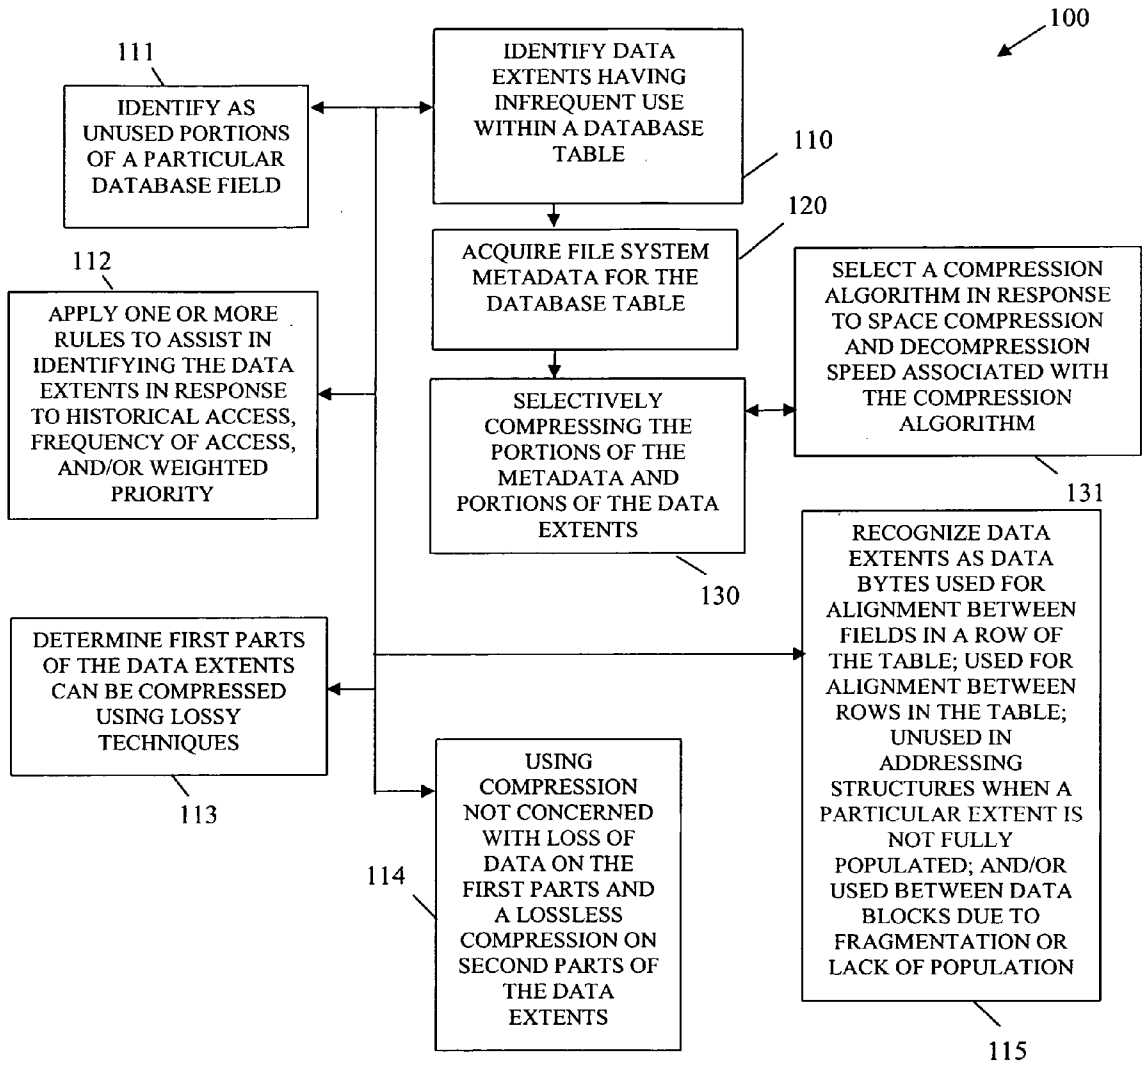 100
111
IDENTIFY AS
UNUSED PORTIONS
OF A PARTICULAR
DATABASE FIELD
IDENTIFY DATA
EXTENTS HAVING
INFREQUENT USE
WITHIN A DATABASE
TABLE
110
120
ACQUIRE FILE SYSTEM
METADATA FOR THE
DATABASE TABLE
112
APPLY ONE OR MORE
RULES TO ASSIST IN
IDENTIFYING THE DATA
EXTENTS IN RESPONSE
TO HISTORICAL ACCESS,
FREQUENCY OF ACCESS,
AND/OR WEIGHTED
PRIORITY
SELECT A COMPRESSION
ALGORITHM IN RESPONSE
TO SPACE COMPRESSION
AND DECOMPRESSION
SPEED ASSOCIATED WITH
THE COMPRESSION
ALGORITHM
131
SELECTIVELY
COMPRESSING THE
PORTIONS OF THE
METADATA AND
PORTIONS OF THE DATA
EXTENTS
130
DETERMINE FIRST PARTS
OF THE DATA EXTENTS
CAN BE COMPRESSED
USING LOSSY
TECHNIQUES
113
RECOGNIZE DATA
EXTENTS AS DATA
BYTES USED FOR
ALIGNMENT BETWEEN
FIELDS IN A ROW OF
THE TABLE; USED FOR
ALIGNMENT BETWEEN
ROWS IN THE TABLE;
UNUSED IN
ADDRESSING
STRUCTURES WHEN A
PARTICULAR EXTENT IS
NOT FULLY
POPULATED; AND/OR
USED BETWEEN DATA
BLOCKS DUE TO
FRAGMENTATION OR
LACK OF POPULATION
115
114
USING
COMPRESSION
NOT CONCERNED
WITH LOSS OF
DATA ON THE
FIRST PARTS AND
A LOSSLESS
COMPRESSION ON
SECOND PARTS OF
THE DATA
EXTENTS